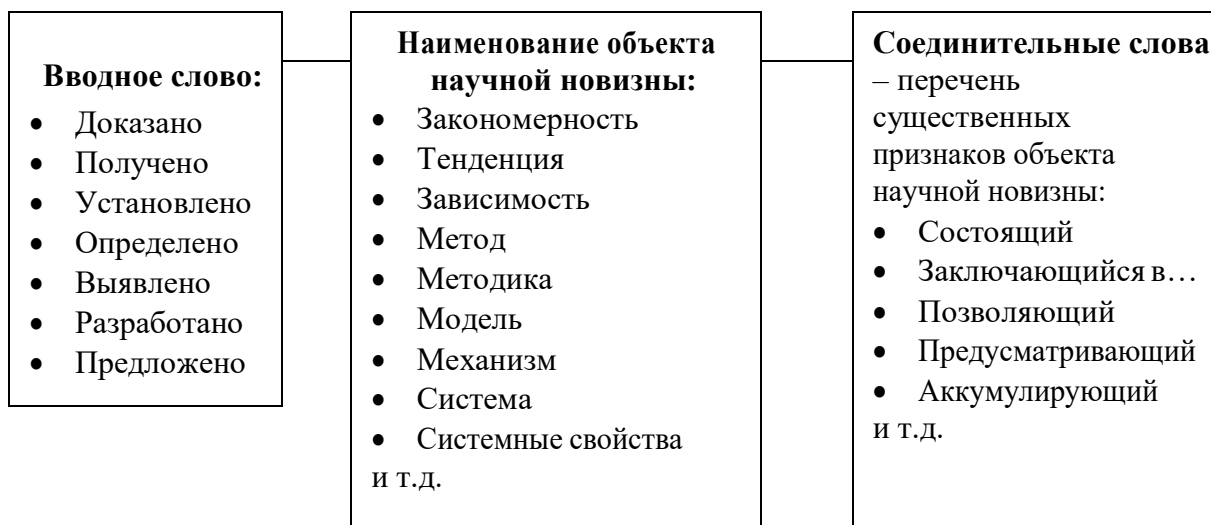 Вводное слово:
• Доказано
• Получено
• Установлено
• Определено
• Выявлено
• Разработано
• Предложено
Наименование объекта
научной новизны:
• Закономерность
• Тенденция
• Зависимость
• Метод
• Методика
• Модель
• Механизм
• Система
• Системные свойства
и т.д.
Соединительные слова
– перечень
существенных
признаков объекта
научной новизны:
• Состоящий
• Заключающийся в…
• Позволяющий
• Предусматривающий
• Аккумулирующий
и т.д.